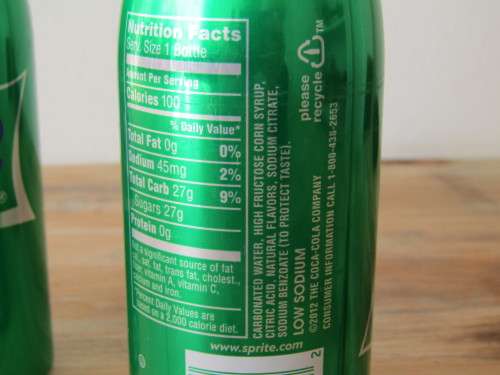 Nutrition Facts
Serv. Size 1 Bottle
Amount Per Serving
Calories 100
% Daily Value*
Total Fat 0g 0%
Sodium 45mg 2%
Total Carb 27g 9%
Sugars 27g
Protein 0g
Not a significant source of fat
cal., sat. fat, trans fat, cholest.,
fiber, vitamin A, vitamin C,
calcium and iron.
*Percent Daily Values are
based on a 2,000 calorie diet.
CARBONATED WATER, HIGH FRUCTOSE CORN SYRUP,
CITRIC ACID, NATURAL FLAVORS, SODIUM CITRATE,
SODIUM BENZOATE (TO PROTECT TASTE).
LOW SODIUM
©2012 THE COCA-COLA COMPANY
CONSUMER INFORMATION CALL 1-800-438-2653
please
recycle
TM
www.sprite.com
2
®